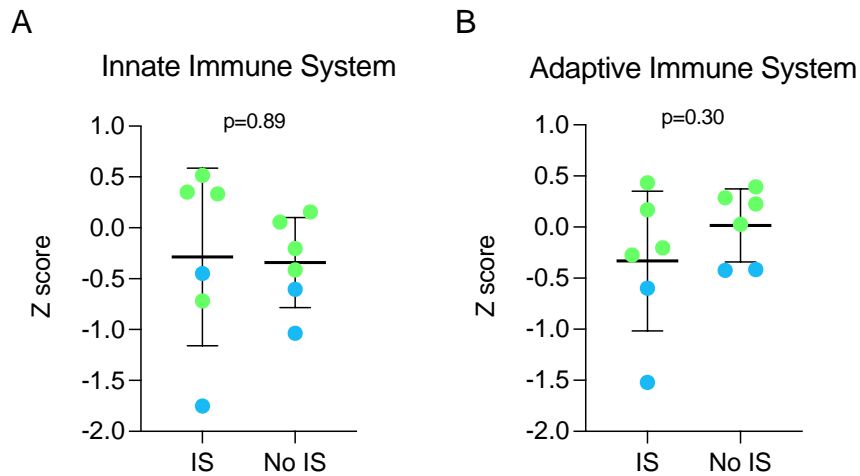 A
Innate Immune System
p=0.89
1.0
0.5
0.0
-0.5
-1.0
-1.5
-2.0
Z score
IS No IS
B
Adaptive Immune System
p=0.30
1.0
0.5
0.0
-0.5
-1.0
-1.5
-2.0
Z score
IS No IS